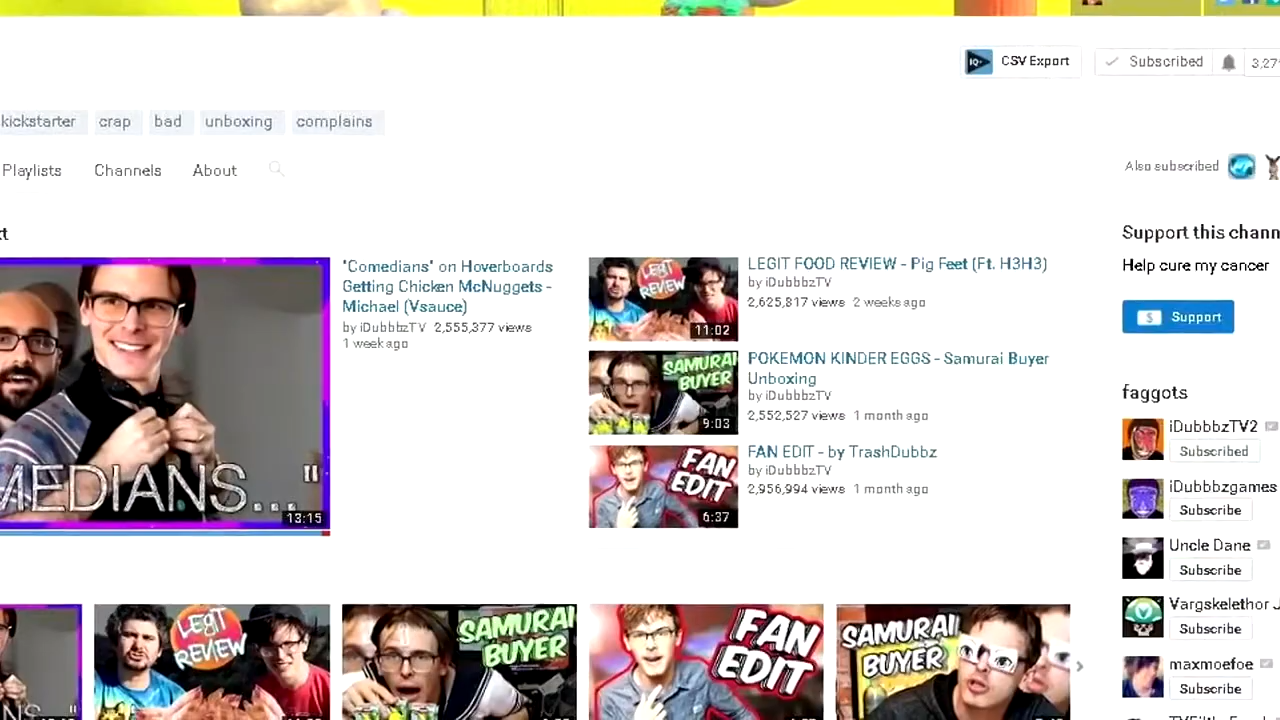 CSV Export
Subscribed
3,27
kickstarter crap bad unboxing complains
Playlists Channels About
Also subscribed
Support this chann
Help cure my cancer
$ Support
"Comedians" on Hoverboards
Getting Chicken McNuggets -
Michael (Vsauce)
by iDubbbzTV 2,555,377 views
1 week ago
MEDIANS... "
13:15
LEGIT FOOD REVIEW - Pig Feet (Ft. H3H3)
by iDubbbzTV
2,625,817 views 2 weeks ago
LEGIT
REVIEW
11:02
POKEMON KINDER EGGS - Samurai Buyer
Unboxing
by iDubbbzTV
2,552,527 views 1 month ago
SAMURAI
BUYER
9:03
FAN EDIT - by TrashDubbz
by iDubbbzTV
2,956,994 views 1 month ago
FAN
EDIT
6:37
faggots
iDubbbzTV2
Subscribed
iDubbbzgames
Subscribe
Uncle Dane
Subscribe
Vargskelethor J
Subscribe
maxmoefoe
Subscribe
LEGIT
REVIEW
SAMURAI
BUYER
FAN
EDIT
SAMURAI
BUYER